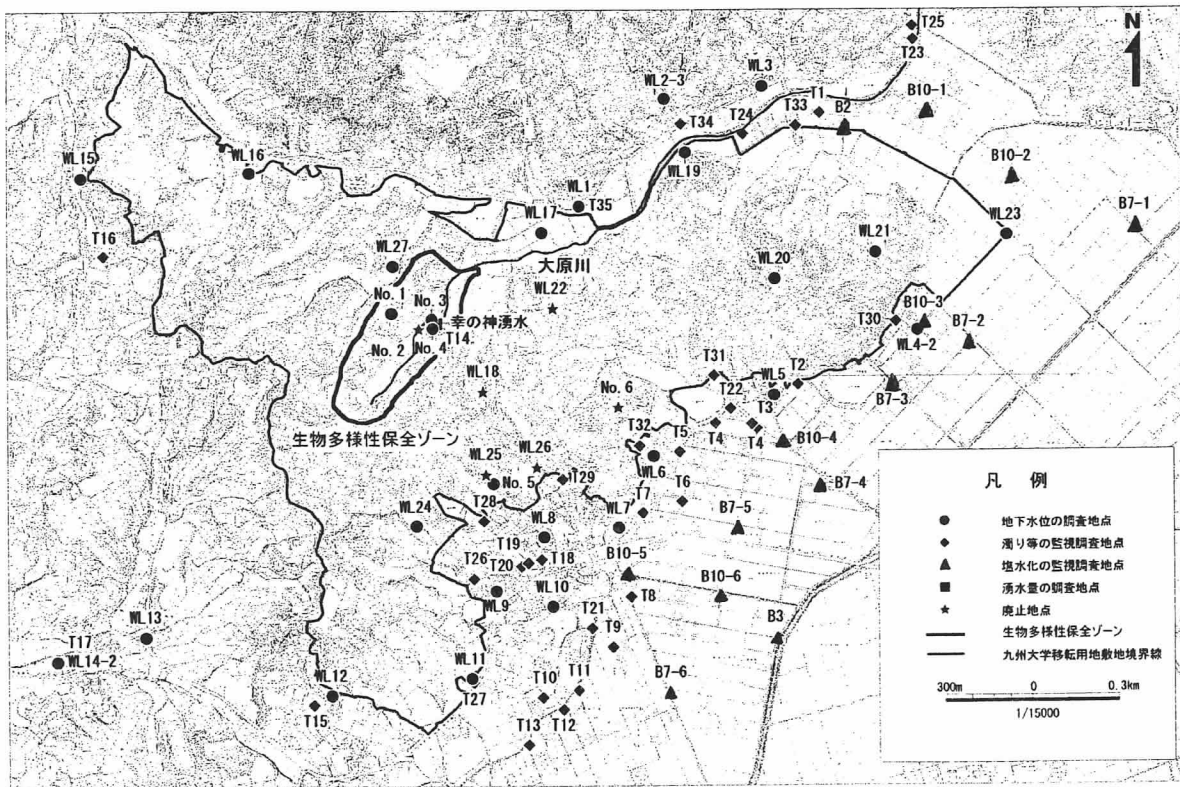 T25
N
T23
WL3
WL2-3
T1
B10-1
T33
B2
T34
T24
B10-2
WL19
WL16
WL15
WL1
T35
WL23
B7-1
WL17
T16
WL27
大原川
WL21
WL20
WL22
No. 1
No. 3
幸の神湧水
T14
No. 2
No. 4
B10-3
T30
WL4-2
B7-2
WL18
T31
WL5
T2
B7-3
No. 6
T22
T3
T4
T4
B10-4
生物多様性保全ゾーン
T32
T5
WL6
WL25
WL26
No. 5
T29
T6
B7-4
T28
T7
WL24
WL8
WL7
B7-5
T19
T18
T20
B10-5
T26
WL9
WL10
T8
B10-6
T21
B3
T9
WL13
T17
WL14-2
WL11
T27
WL12
T15
T10
T11
T12
T13
B7-6
凡 例
地下水位の調査地点
濁り等の監視調査地点
塩水化の監視調査地点
湧水量の調査地点
廃止地点
生物多様性保全ゾーン
九州大学移転用地敷地境界線
300m 0 0.3km
1/15000